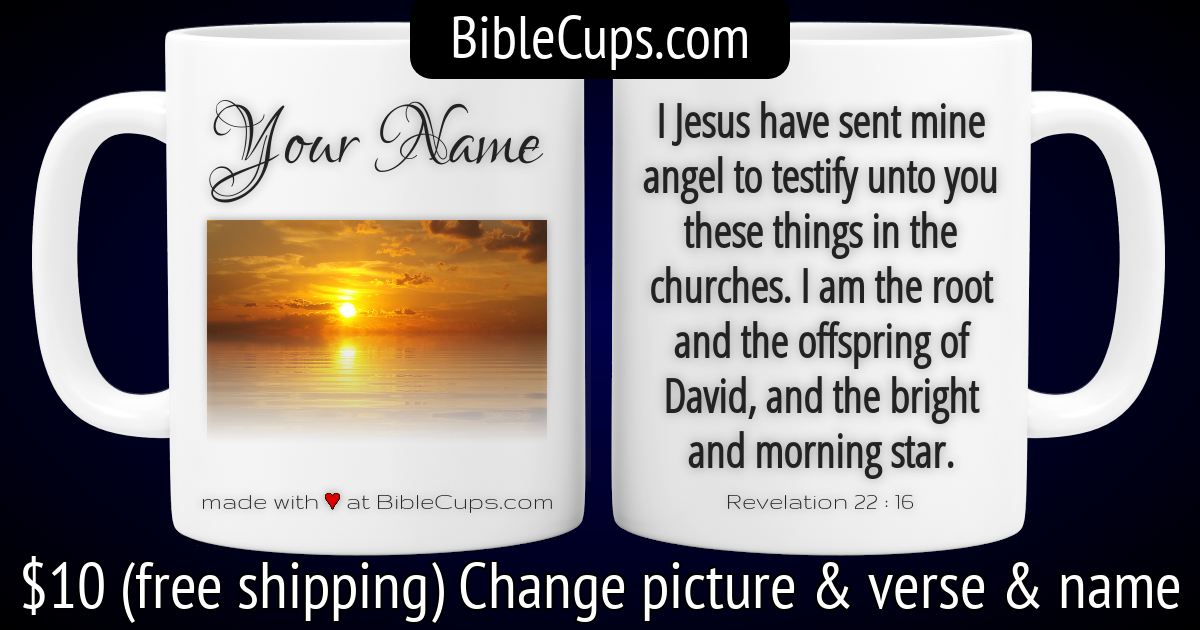 BibleCups.com
Your Name
made with ♥ at BibleCups.com
I Jesus have sent mine
angel to testify unto you
these things in the
churches. I am the root
and the offspring of
David, and the bright
and morning star.
Revelation 22 : 16
$10 (free shipping) Change picture & verse & name